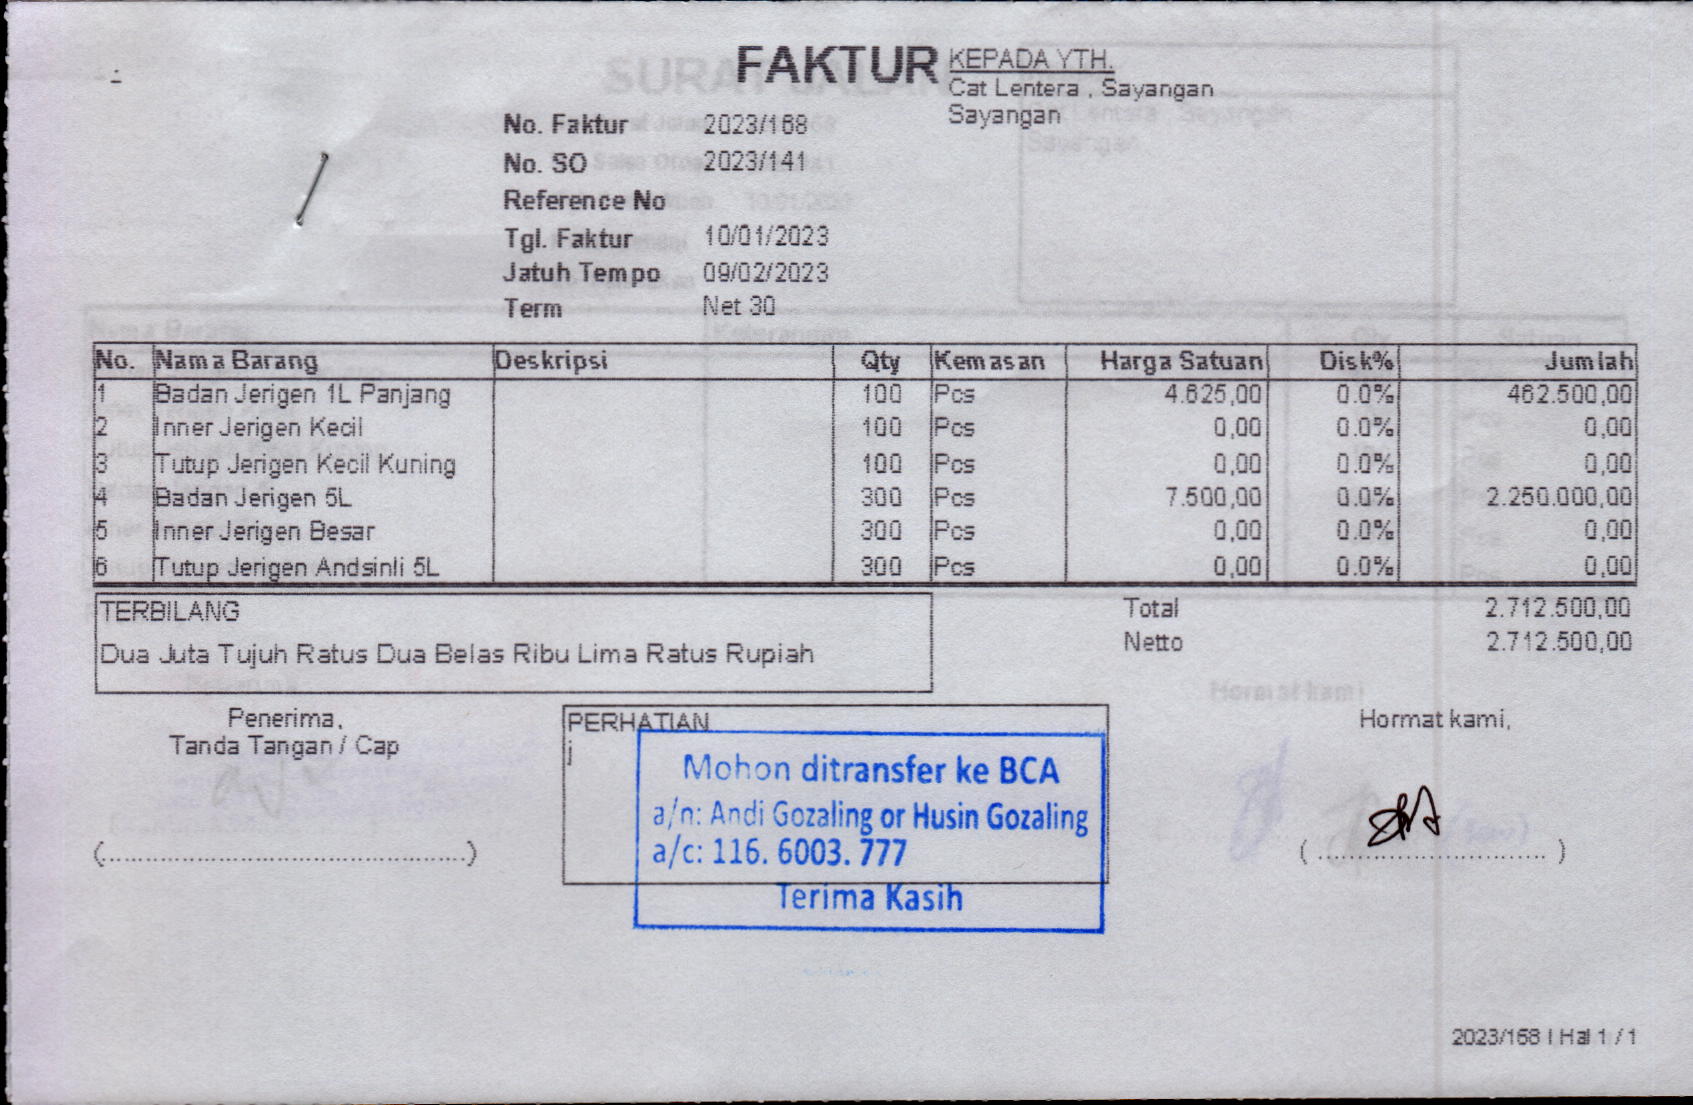 FAKTUR
KEPADA YTH.
Cat Lentera , Sayangan
Sayangan
No. Faktur 2023/168
No. SO 2023/141
Reference No
Tgl. Faktur 10/01/2023
Jatuh Tempo 09/02/2023
Term Net 30
No. Nama Barang Deskripsi Qty Kemasan Harga Satuan Disk% Jumlah
1 Badan Jerigen 1L Panjang 100 Pcs 4.625,00 0.0% 462.500,00
2 Inner Jerigen Kecil 100 Pcs 0,00 0.0% 0,00
3 Tutup Jerigen Kecil Kuning 100 Pcs 0,00 0.0% 0,00
4 Badan Jerigen 5L 300 Pcs 7.500,00 0.0% 2.250.000,00
5 Inner Jerigen Besar 300 Pcs 0,00 0.0% 0,00
6 Tutup Jerigen Andsinli 5L 300 Pcs 0,00 0.0% 0,00
TERBILANG
Dua Juta Tujuh Ratus Dua Belas Ribu Lima Ratus Rupiah
Total 2.712.500,00
Netto 2.712.500,00
Penerima,
Tanda Tangan / Cap
PERHATIAN
j
Mohon ditransfer ke BCA
a/n: Andi Gozaling or Husin Gozaling
a/c: 116. 6003. 777
Terima Kasih
Hormat kami,
(..........................................)
( ............................ )
2023/168 | Hal 1 / 1